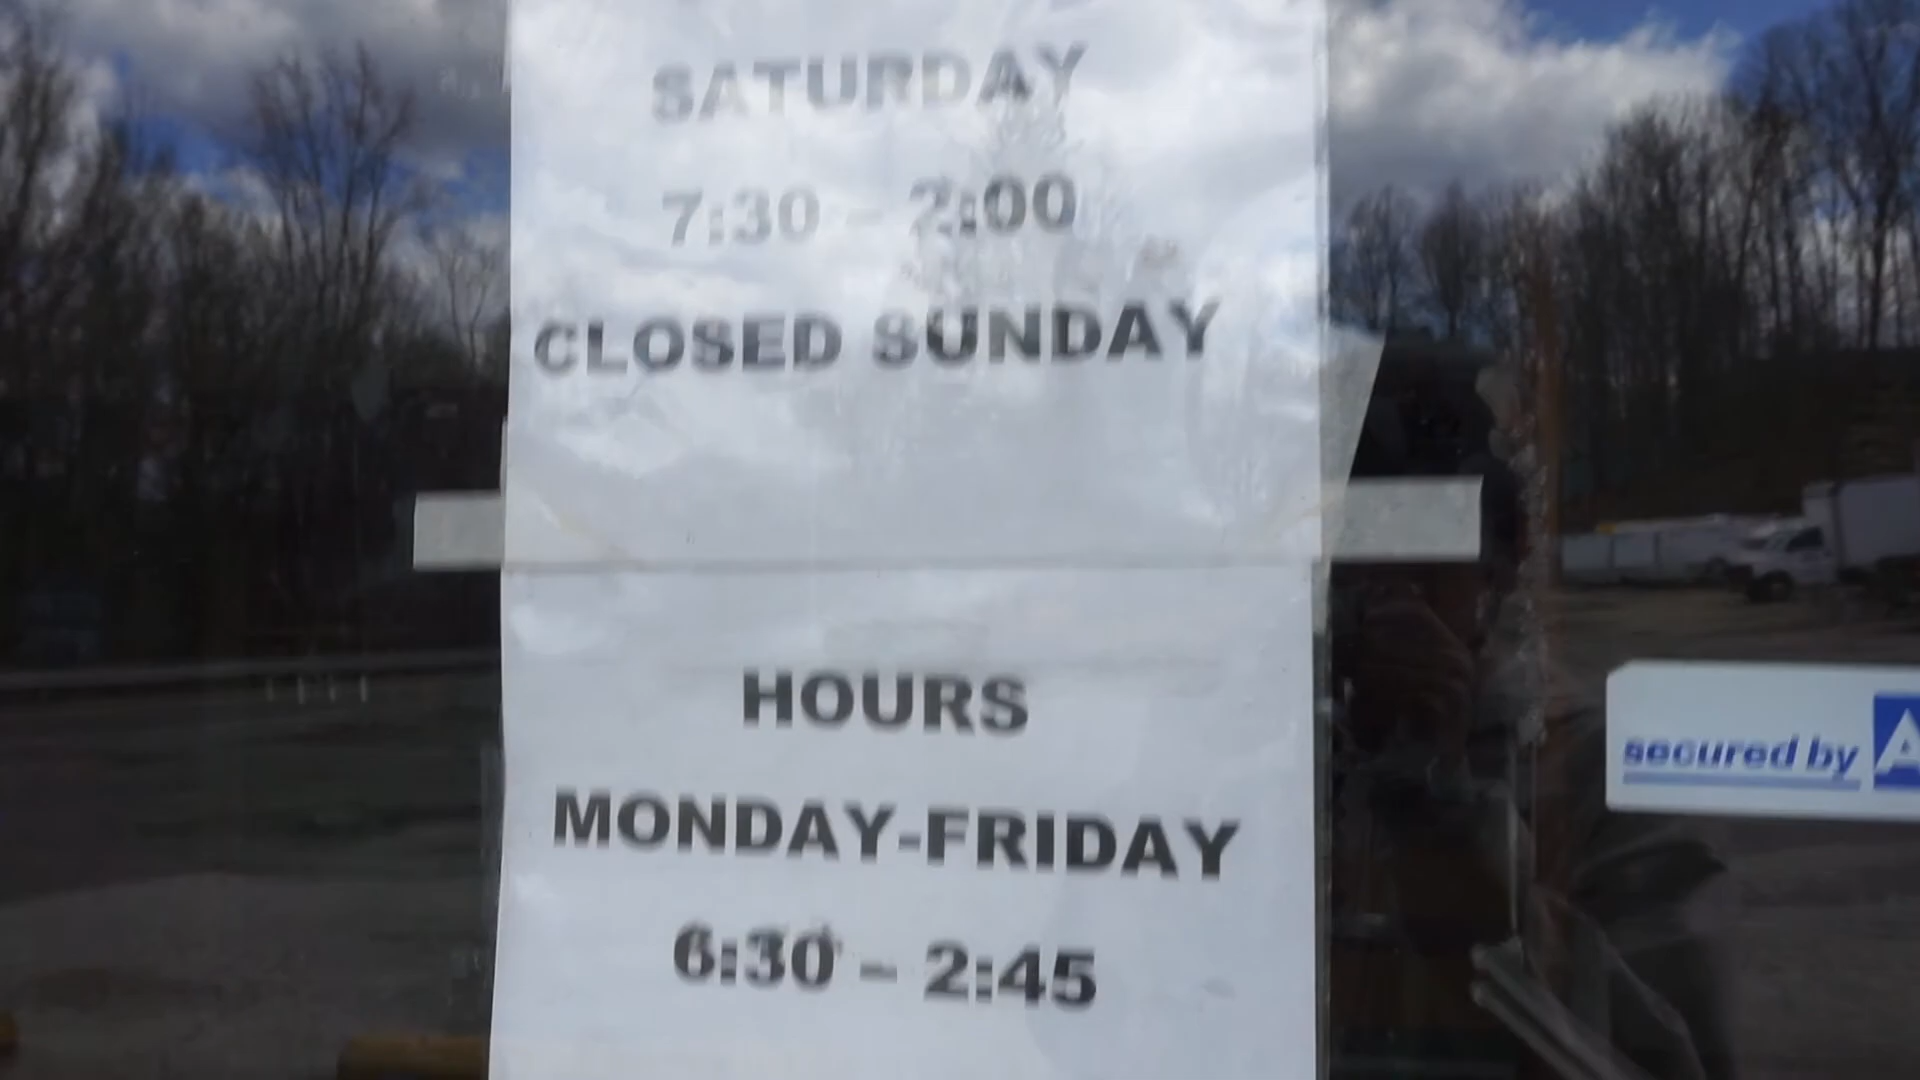 SATURDAY
7:30 - 2:00
CLOSED SUNDAY
HOURS
MONDAY-FRIDAY
6:30 - 2:45
secured by A